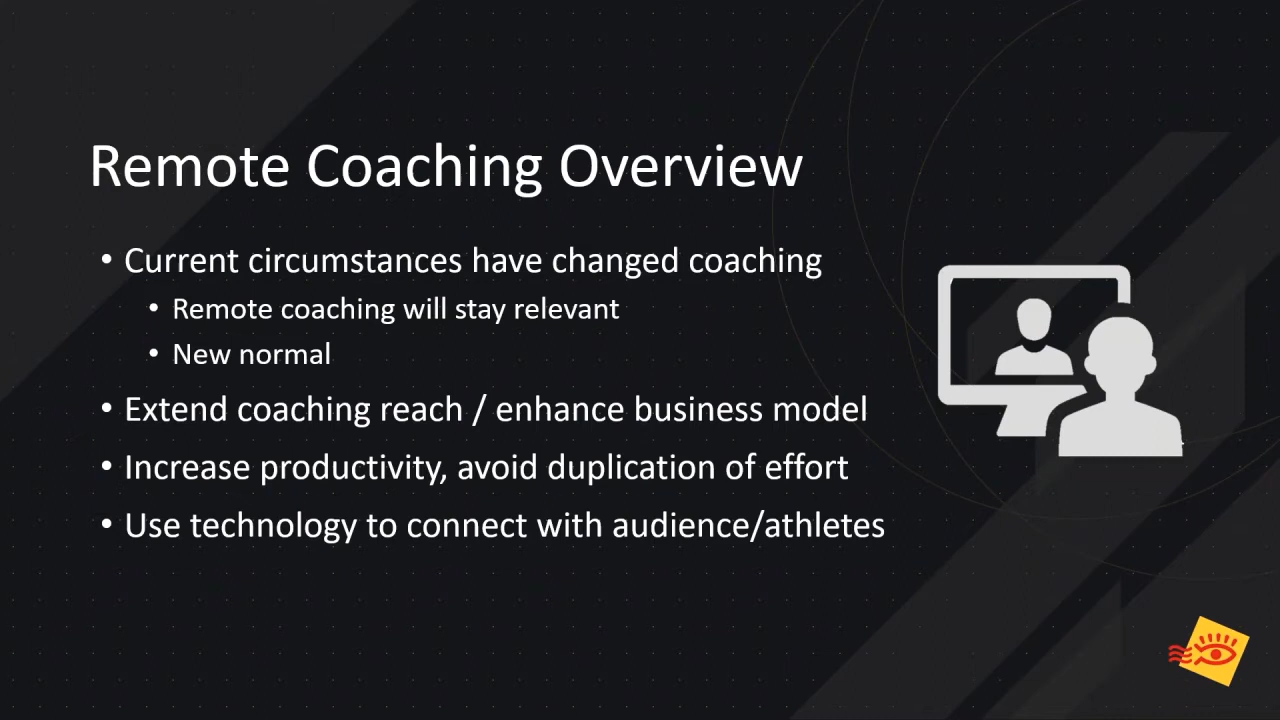 Remote Coaching Overview
• Current circumstances have changed coaching
• Remote coaching will stay relevant
• New normal
• Extend coaching reach / enhance business model
• Increase productivity, avoid duplication of effort
• Use technology to connect with audience/athletes